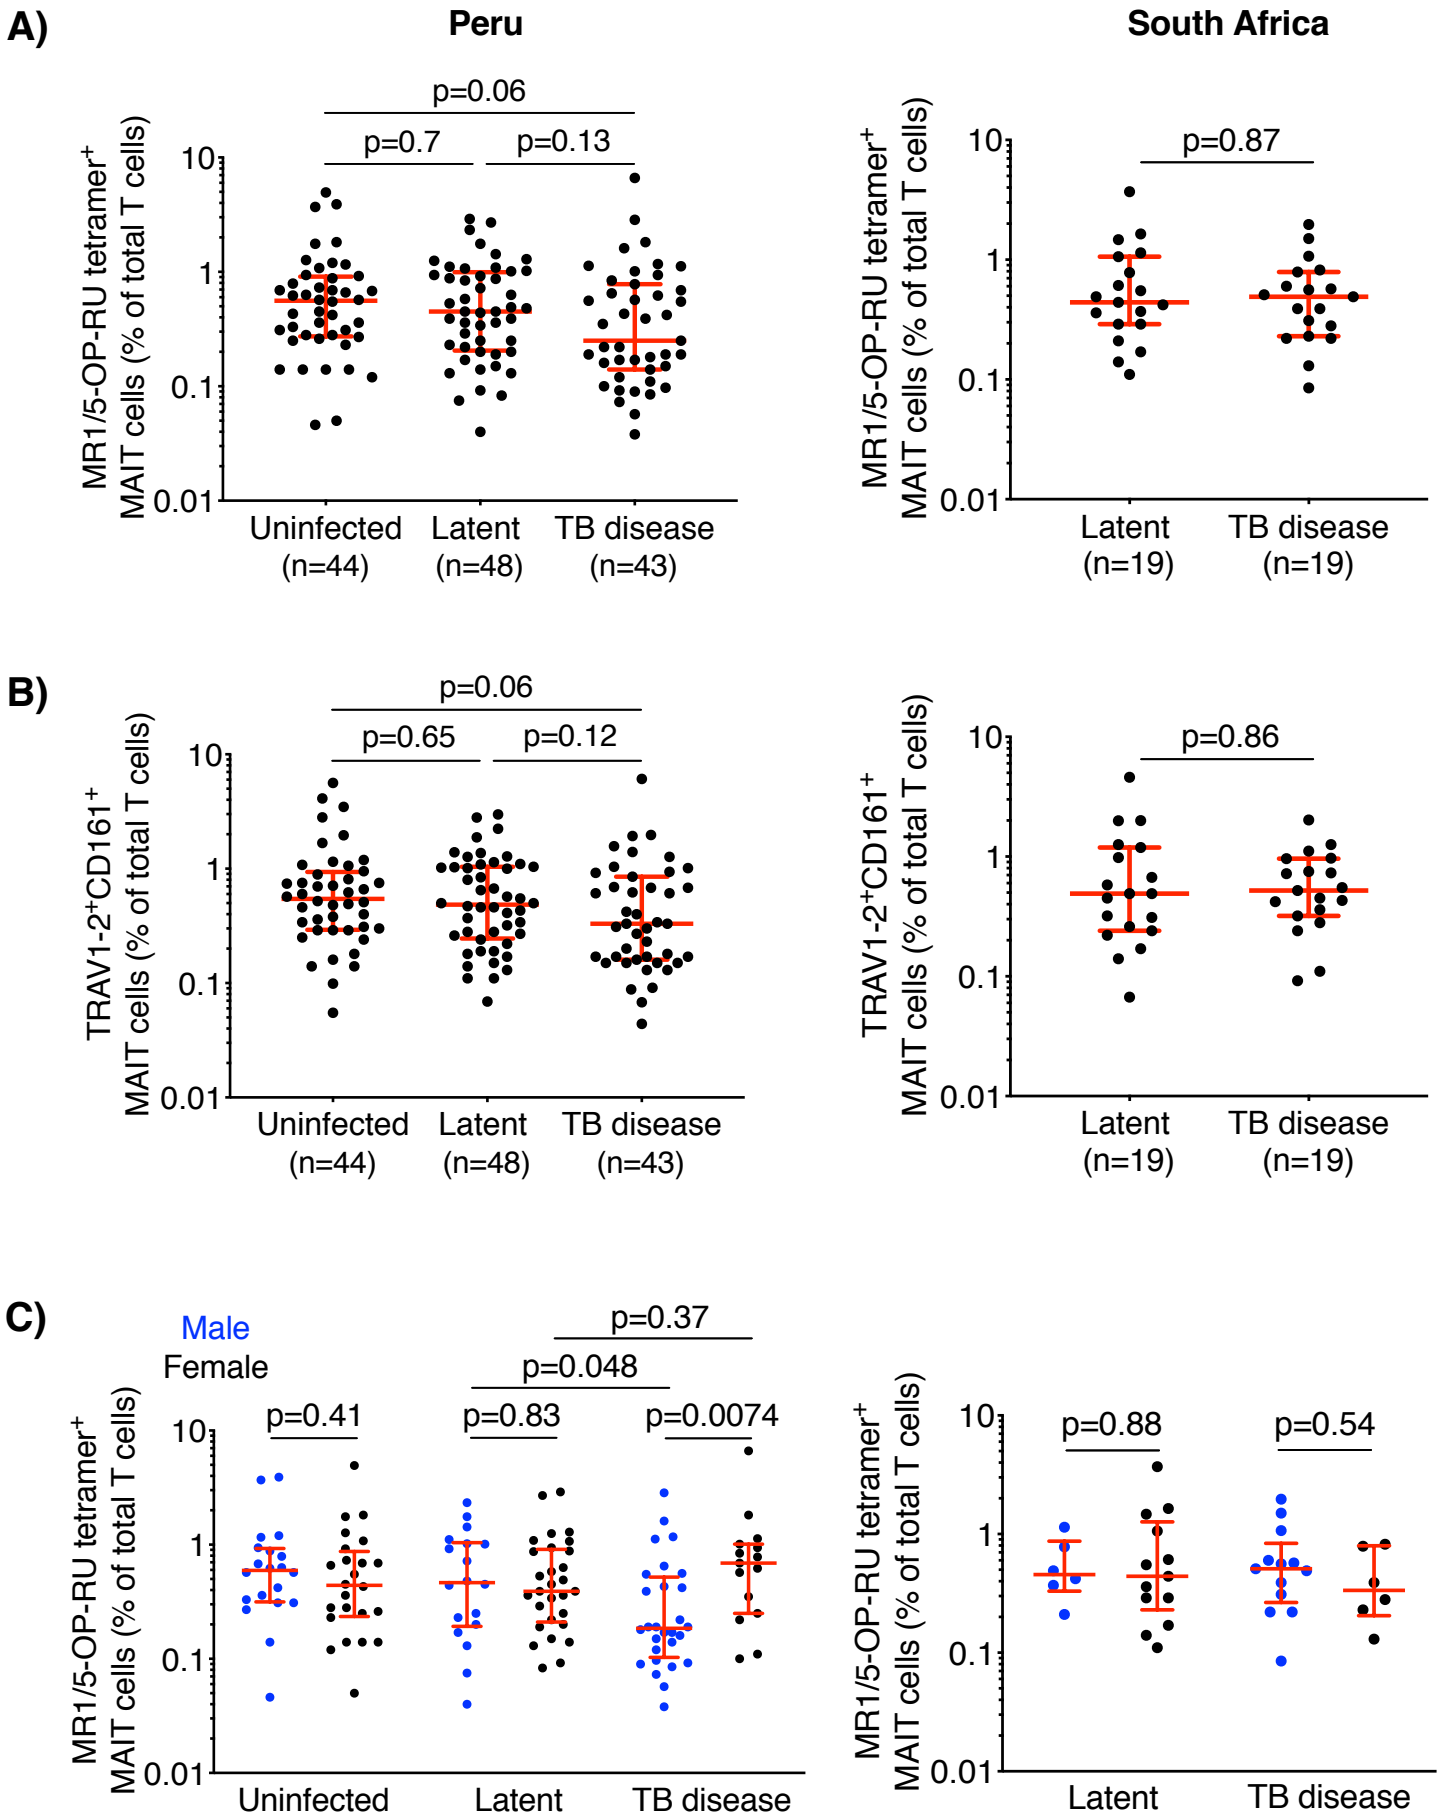 A)
Peru
South Africa
p=0.06
p=0.7
p=0.13
MR1/5-OP-RU tetramer⁺
MAIT cells (% of total T cells)
10
1
0.1
0.01
Uninfected
(n=44)
Latent
(n=48)
TB disease
(n=43)
p=0.87
MR1/5-OP-RU tetramer⁺
MAIT cells (% of total T cells)
10
1
0.1
0.01
Latent
(n=19)
TB disease
(n=19)
B)
p=0.06
p=0.65
p=0.12
TRAV1-2⁺CD161⁺
MAIT cells (% of total T cells)
10
1
0.1
0.01
Uninfected
(n=44)
Latent
(n=48)
TB disease
(n=43)
p=0.86
TRAV1-2⁺CD161⁺
MAIT cells (% of total T cells)
10
1
0.1
0.01
Latent
(n=19)
TB disease
(n=19)
C)
Male
Female
p=0.37
p=0.048
p=0.41
p=0.83
p=0.0074
MR1/5-OP-RU tetramer⁺
MAIT cells (% of total T cells)
10
1
0.1
0.01
Uninfected
Latent
TB disease
p=0.88
p=0.54
MR1/5-OP-RU tetramer⁺
MAIT cells (% of total T cells)
10
1
0.1
0.01
Latent
TB disease